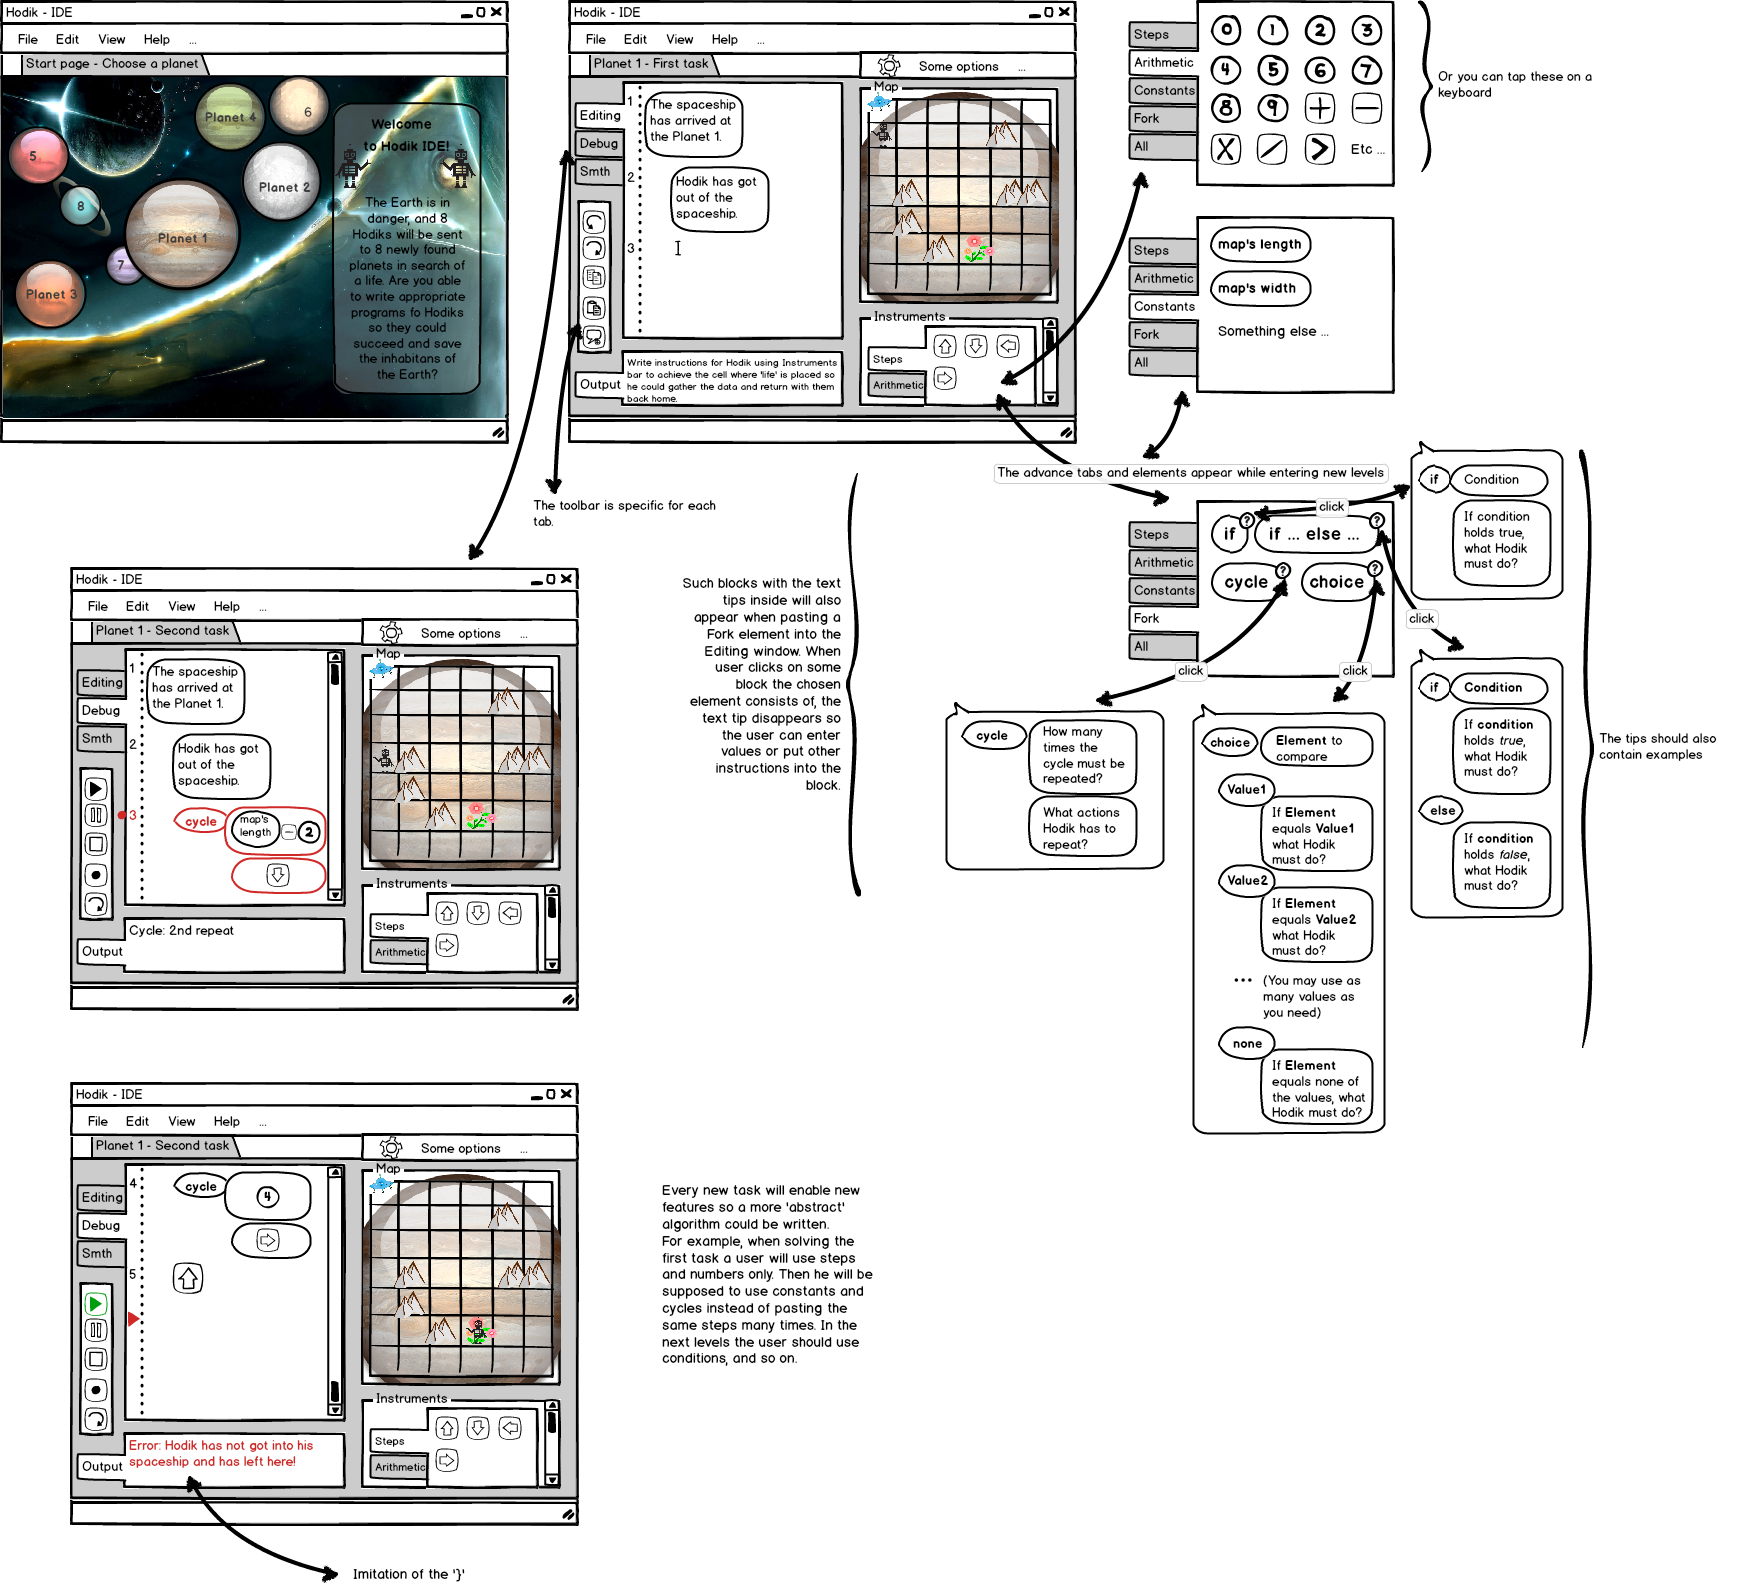 Hodik - IDE
File Edit View Help ...
Start page - Choose a planet
Planet 4
6
5
Planet 2
8
Planet 1
7
Planet 3
Welcome
to Hodik IDE!
The Earth is in
danger, and 8
Hodiks will be sent
to 8 newly found
planets in search of
a life. Are you able
to write appropriate
programs fo Hodiks
so they could
succeed and save
the inhabitans of
the Earth?
Hodik - IDE
File Edit View Help ...
Planet 1 - First task
Some options ...
Editing
Debug
Smth
1
The spaceship
has arrived at
the Planet 1.
2
Hodik has got
out of the
spaceship.
3
Map
Output
Write instructions for Hodik using Instruments
bar to achieve the cell where 'life' is placed so
he could gather the data and return with them
back home.
Instruments
Steps
Arithmetic
Steps
Arithmetic
Constants
Fork
All
0 1 2 3
4 5 6 7
8 9 + -
X / > Etc ...
Or you can tap these on a
keyboard
Steps
Arithmetic
Constants
Fork
All
map's length
map's width
Something else ...
The advance tabs and elements appear while entering new levels
The toolbar is specific for each
tab.
Steps
Arithmetic
Constants
Fork
All
if ?
if ... else ... ?
cycle ?
choice ?
click
click
click
click
if Condition
If condition
holds true,
what Hodik
must do?
if Condition
If condition
holds true,
what Hodik
must do?
else
If condition
holds false,
what Hodik
must do?
cycle
How many
times the
cycle must be
repeated?
What actions
Hodik has to
repeat?
choice
Element to
compare
Value1
If Element
equals Value1
what Hodik
must do?
Value2
If Element
equals Value2
what Hodik
must do?
... (You may use as
many values as
you need)
none
If Element
equals none of
the values, what
Hodik must do?
The tips should also
contain examples
Such blocks with the text
tips inside will also
appear when pasting a
Fork element into the
Editing window. When
user clicks on some
block the chosen
element consists of, the
text tip disappears so
the user can enter
values or put other
instructions into the
block.
Hodik - IDE
File Edit View Help ...
Planet 1 - Second task
Some options ...
Editing
Debug
Smth
1
The spaceship
has arrived at
the Planet 1.
2
Hodik has got
out of the
spaceship.
3
cycle
map's
length
- 2
Map
Output
Cycle: 2nd repeat
Instruments
Steps
Arithmetic
Hodik - IDE
File Edit View Help ...
Planet 1 - Second task
Some options ...
Editing
Debug
Smth
4
cycle
4
5
Map
Output
Error: Hodik has not got into his
spaceship and has left here!
Instruments
Steps
Arithmetic
Every new task will enable new
features so a more 'abstract'
algorithm could be written.
For example, when solving the
first task a user will use steps
and numbers only. Then he will be
supposed to use constants and
cycles instead of pasting the
same steps many times. In the
next levels the user should use
conditions, and so on.
Imitation of the '}'